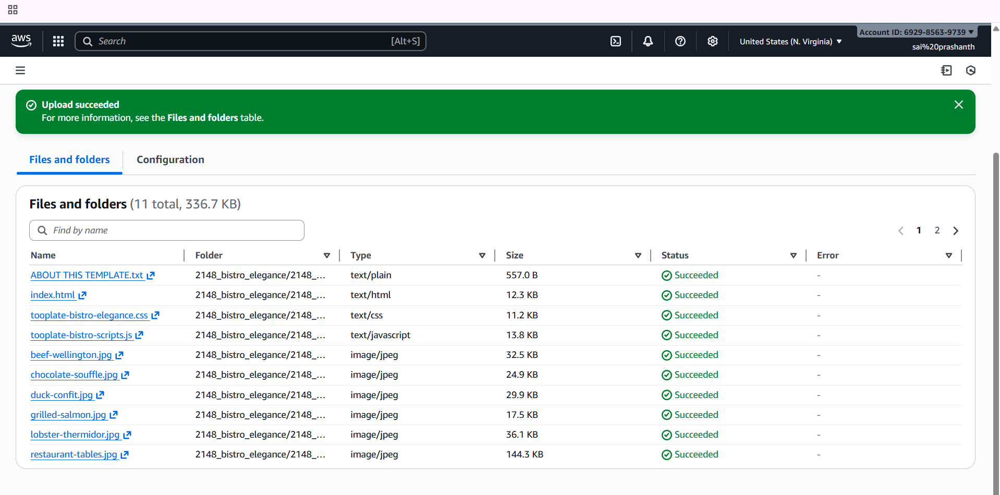 aws
Search [Alt+S]
United States (N. Virginia)
Account ID: 6929-8563-9739
sai%20prashanth
Upload succeeded
For more information, see the Files and folders table.
Files and folders Configuration
Files and folders (11 total, 336.7 KB)
Find by name
1 2
Name Folder Type Size Status Error
ABOUT THIS TEMPLATE.txt 2148_bistro_elegance/2148_... text/plain 557.0 B Succeeded -
index.html 2148_bistro_elegance/2148_... text/html 12.3 KB Succeeded -
tooplate-bistro-elegance.css 2148_bistro_elegance/2148_... text/css 11.2 KB Succeeded -
tooplate-bistro-scripts.js 2148_bistro_elegance/2148_... text/javascript 13.8 KB Succeeded -
beef-wellington.jpg 2148_bistro_elegance/2148_... image/jpeg 32.5 KB Succeeded -
chocolate-souffle.jpg 2148_bistro_elegance/2148_... image/jpeg 24.9 KB Succeeded -
duck-confit.jpg 2148_bistro_elegance/2148_... image/jpeg 29.9 KB Succeeded -
grilled-salmon.jpg 2148_bistro_elegance/2148_... image/jpeg 17.5 KB Succeeded -
lobster-thermidor.jpg 2148_bistro_elegance/2148_... image/jpeg 36.1 KB Succeeded -
restaurant-tables.jpg 2148_bistro_elegance/2148_... image/jpeg 144.3 KB Succeeded -